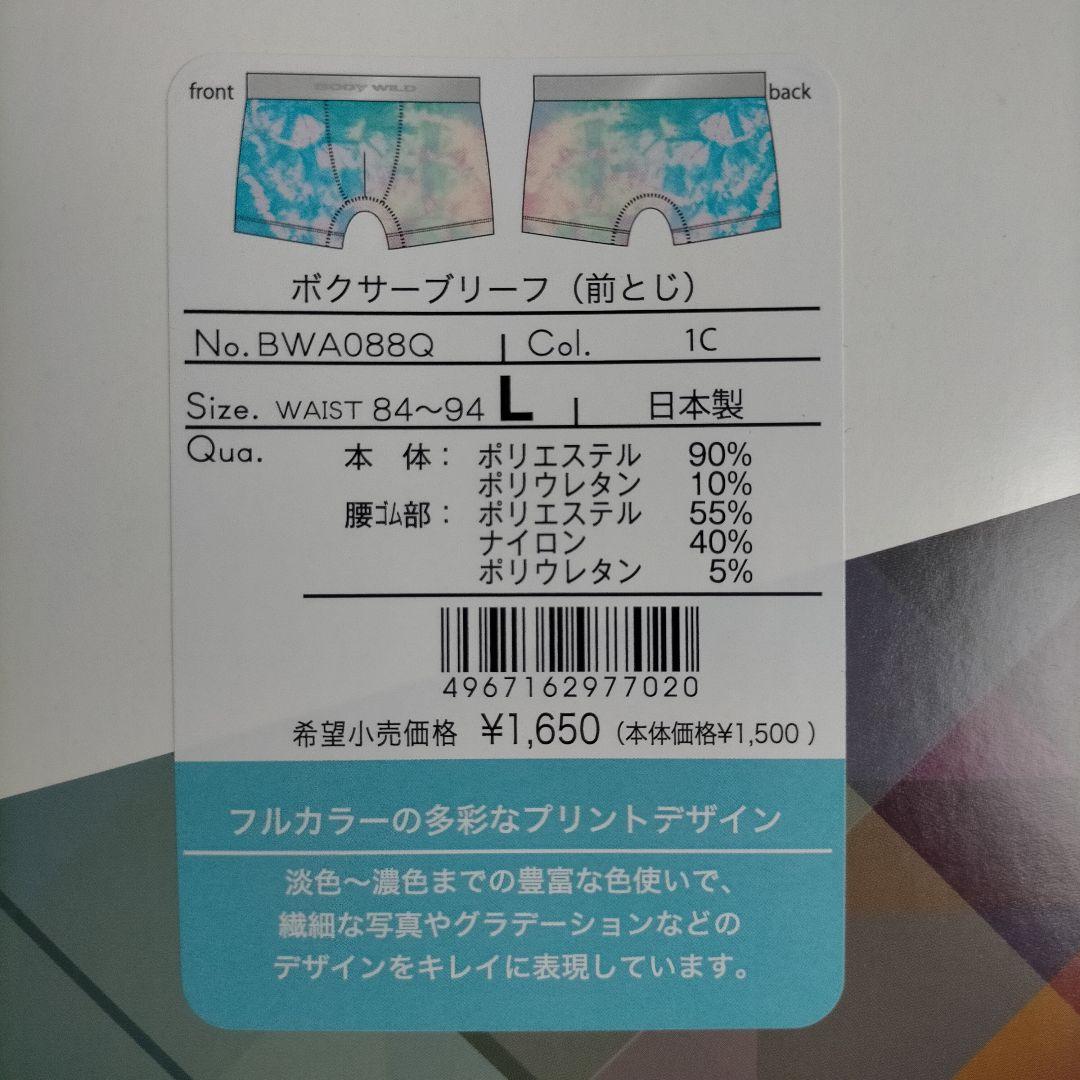 front
BODY WILD
back
ボクサーブリーフ（前とじ）
No. BWA088Q Col. 1C
Size. WAIST 84～94 L 日本製
Qua. 本 体： ポリエステル 90%
ポリウレタン 10%
腰ゴム部： ポリエステル 55%
ナイロン 40%
ポリウレタン 5%
4967162977020
希望小売価格 ¥1,650（本体価格¥1,500 ）
フルカラーの多彩なプリントデザイン
淡色～濃色までの豊富な色使いで、
繊細な写真やグラデーションなどの
デザインをキレイに表現しています。